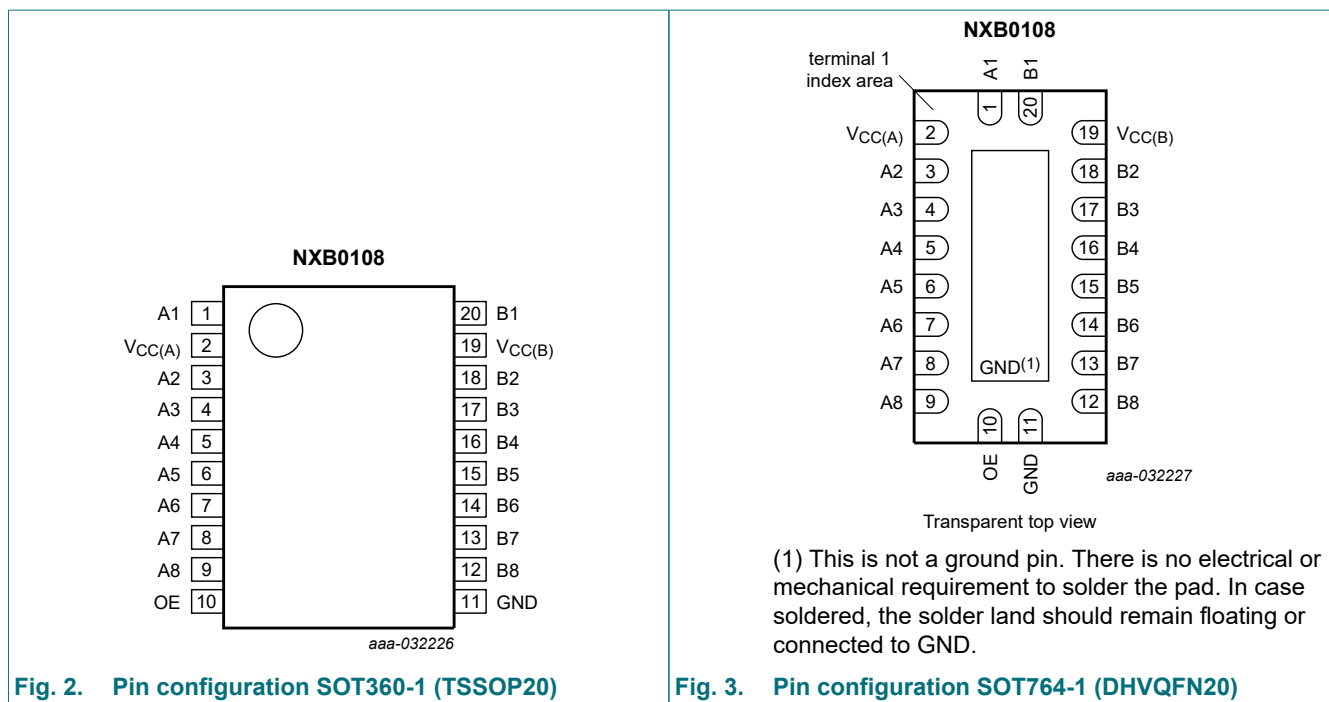 NXB0108
A1 1
VCC(A) 2
A2 3
A3 4
A4 5
A5 6
A6 7
A7 8
A8 9
OE 10
20 B1
19 VCC(B)
18 B2
17 B3
16 B4
15 B5
14 B6
13 B7
12 B8
11 GND
aaa-032226
Fig. 2. Pin configuration SOT360-1 (TSSOP20)
NXB0108
terminal 1
index area
A1 B1
1 20
VCC(A) 2
A2 3
A3 4
A4 5
A5 6
A6 7
A7 8
A8 9
19 VCC(B)
18 B2
17 B3
16 B4
15 B5
14 B6
13 B7
12 B8
GND(1)
10 11
OE GND
aaa-032227
Transparent top view
(1) This is not a ground pin. There is no electrical or
mechanical requirement to solder the pad. In case
soldered, the solder land should remain floating or
connected to GND.
Fig. 3. Pin configuration SOT764-1 (DHVQFN20)